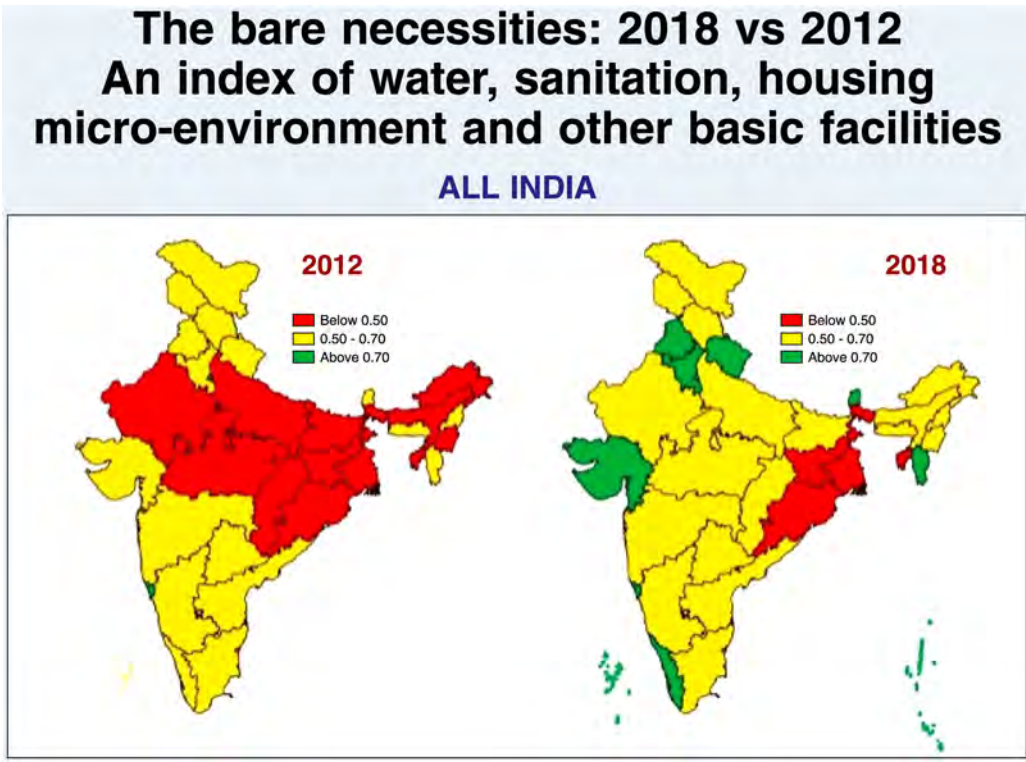 The bare necessities: 2018 vs 2012
An index of water, sanitation, housing
micro-environment and other basic facilities
ALL INDIA
2012
Below 0.50
0.50 - 0.70
Above 0.70
2018
Below 0.50
0.50 - 0.70
Above 0.70